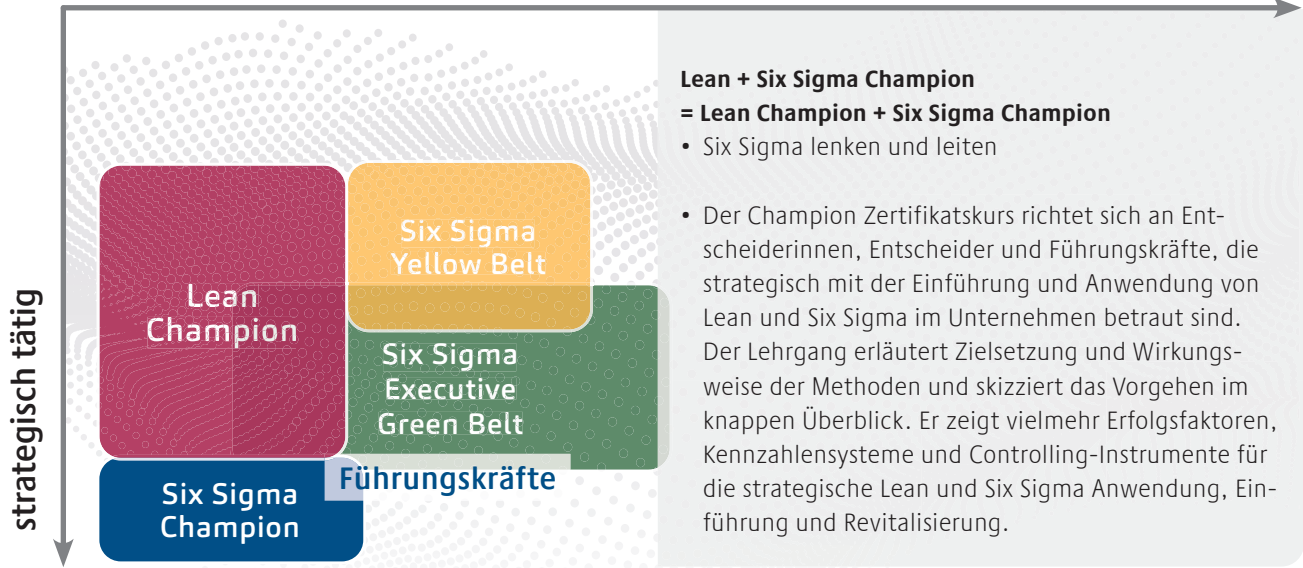 strategisch tätig
Lean
Champion
Six Sigma
Yellow Belt
Six Sigma
Executive
Green Belt
Führungskräfte
Six Sigma
Champion
Lean + Six Sigma Champion
= Lean Champion + Six Sigma Champion
• Six Sigma lenken und leiten
• Der Champion Zertifikatskurs richtet sich an Ent-
scheiderinnen, Entscheider und Führungskräfte, die
strategisch mit der Einführung und Anwendung von
Lean und Six Sigma im Unternehmen betraut sind.
Der Lehrgang erläutert Zielsetzung und Wirkungs-
weise der Methoden und skizziert das Vorgehen im
knappen Überblick. Er zeigt vielmehr Erfolgsfaktoren,
Kennzahlensysteme und Controlling-Instrumente für
die strategische Lean und Six Sigma Anwendung, Ein-
führung und Revitalisierung.